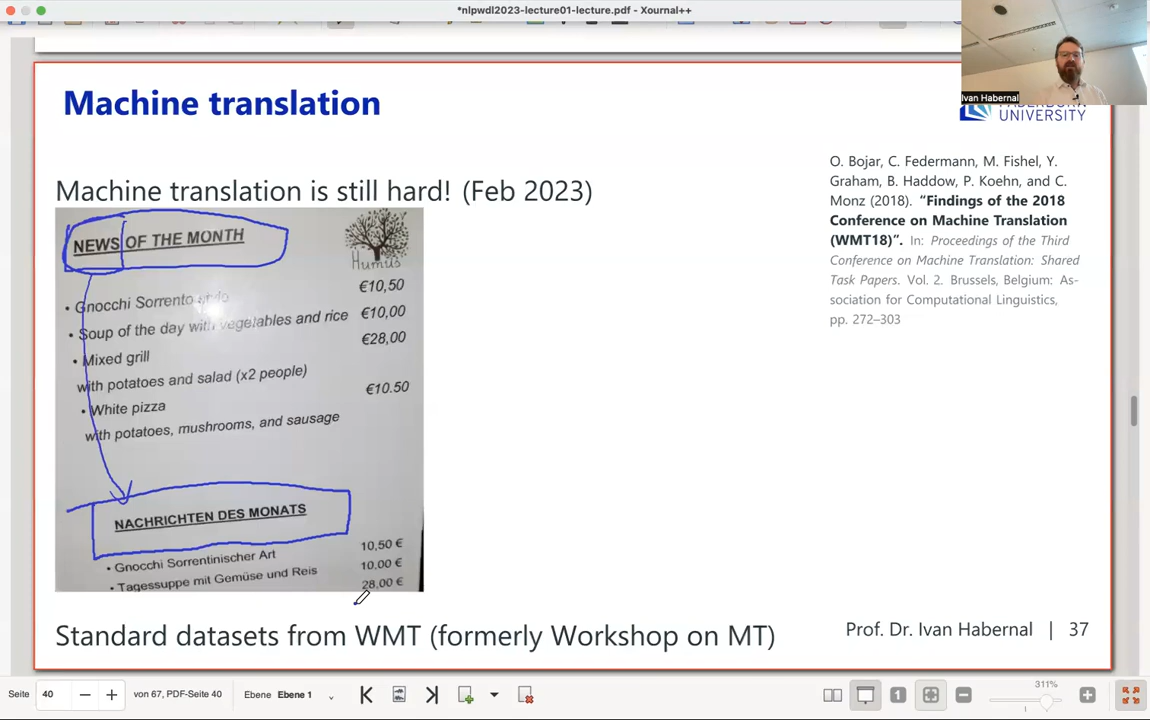 *nlpwdl2023-lecture01-lecture.pdf - Xournal++
Ivan Habernal
UNIVERSITY
Machine translation
Machine translation is still hard! (Feb 2023)
NEWS OF THE MONTH
Humus
• Gnocchi Sorrento style €10,50
• Soup of the day with vegetables and rice €10,00
• Mixed grill €28,00
with potatoes and salad (x2 people)
• White pizza €10.50
with potatoes, mushrooms, and sausage
NACHRICHTEN DES MONATS
• Gnocchi Sorrentinischer Art 10,50 €
• Tagessuppe mit Gemüse und Reis 10.00 €
28,00 €
O. Bojar, C. Federmann, M. Fishel, Y.
Graham, B. Haddow, P. Koehn, and C.
Monz (2018). “Findings of the 2018
Conference on Machine Translation
(WMT18)”. In: Proceedings of the Third
Conference on Machine Translation: Shared
Task Papers. Vol. 2. Brussels, Belgium: As-
sociation for Computational Linguistics,
pp. 272–303
Standard datasets from WMT (formerly Workshop on MT)
Prof. Dr. Ivan Habernal | 37
Seite 40 von 67, PDF-Seite 40 Ebene Ebene 1 1 311%